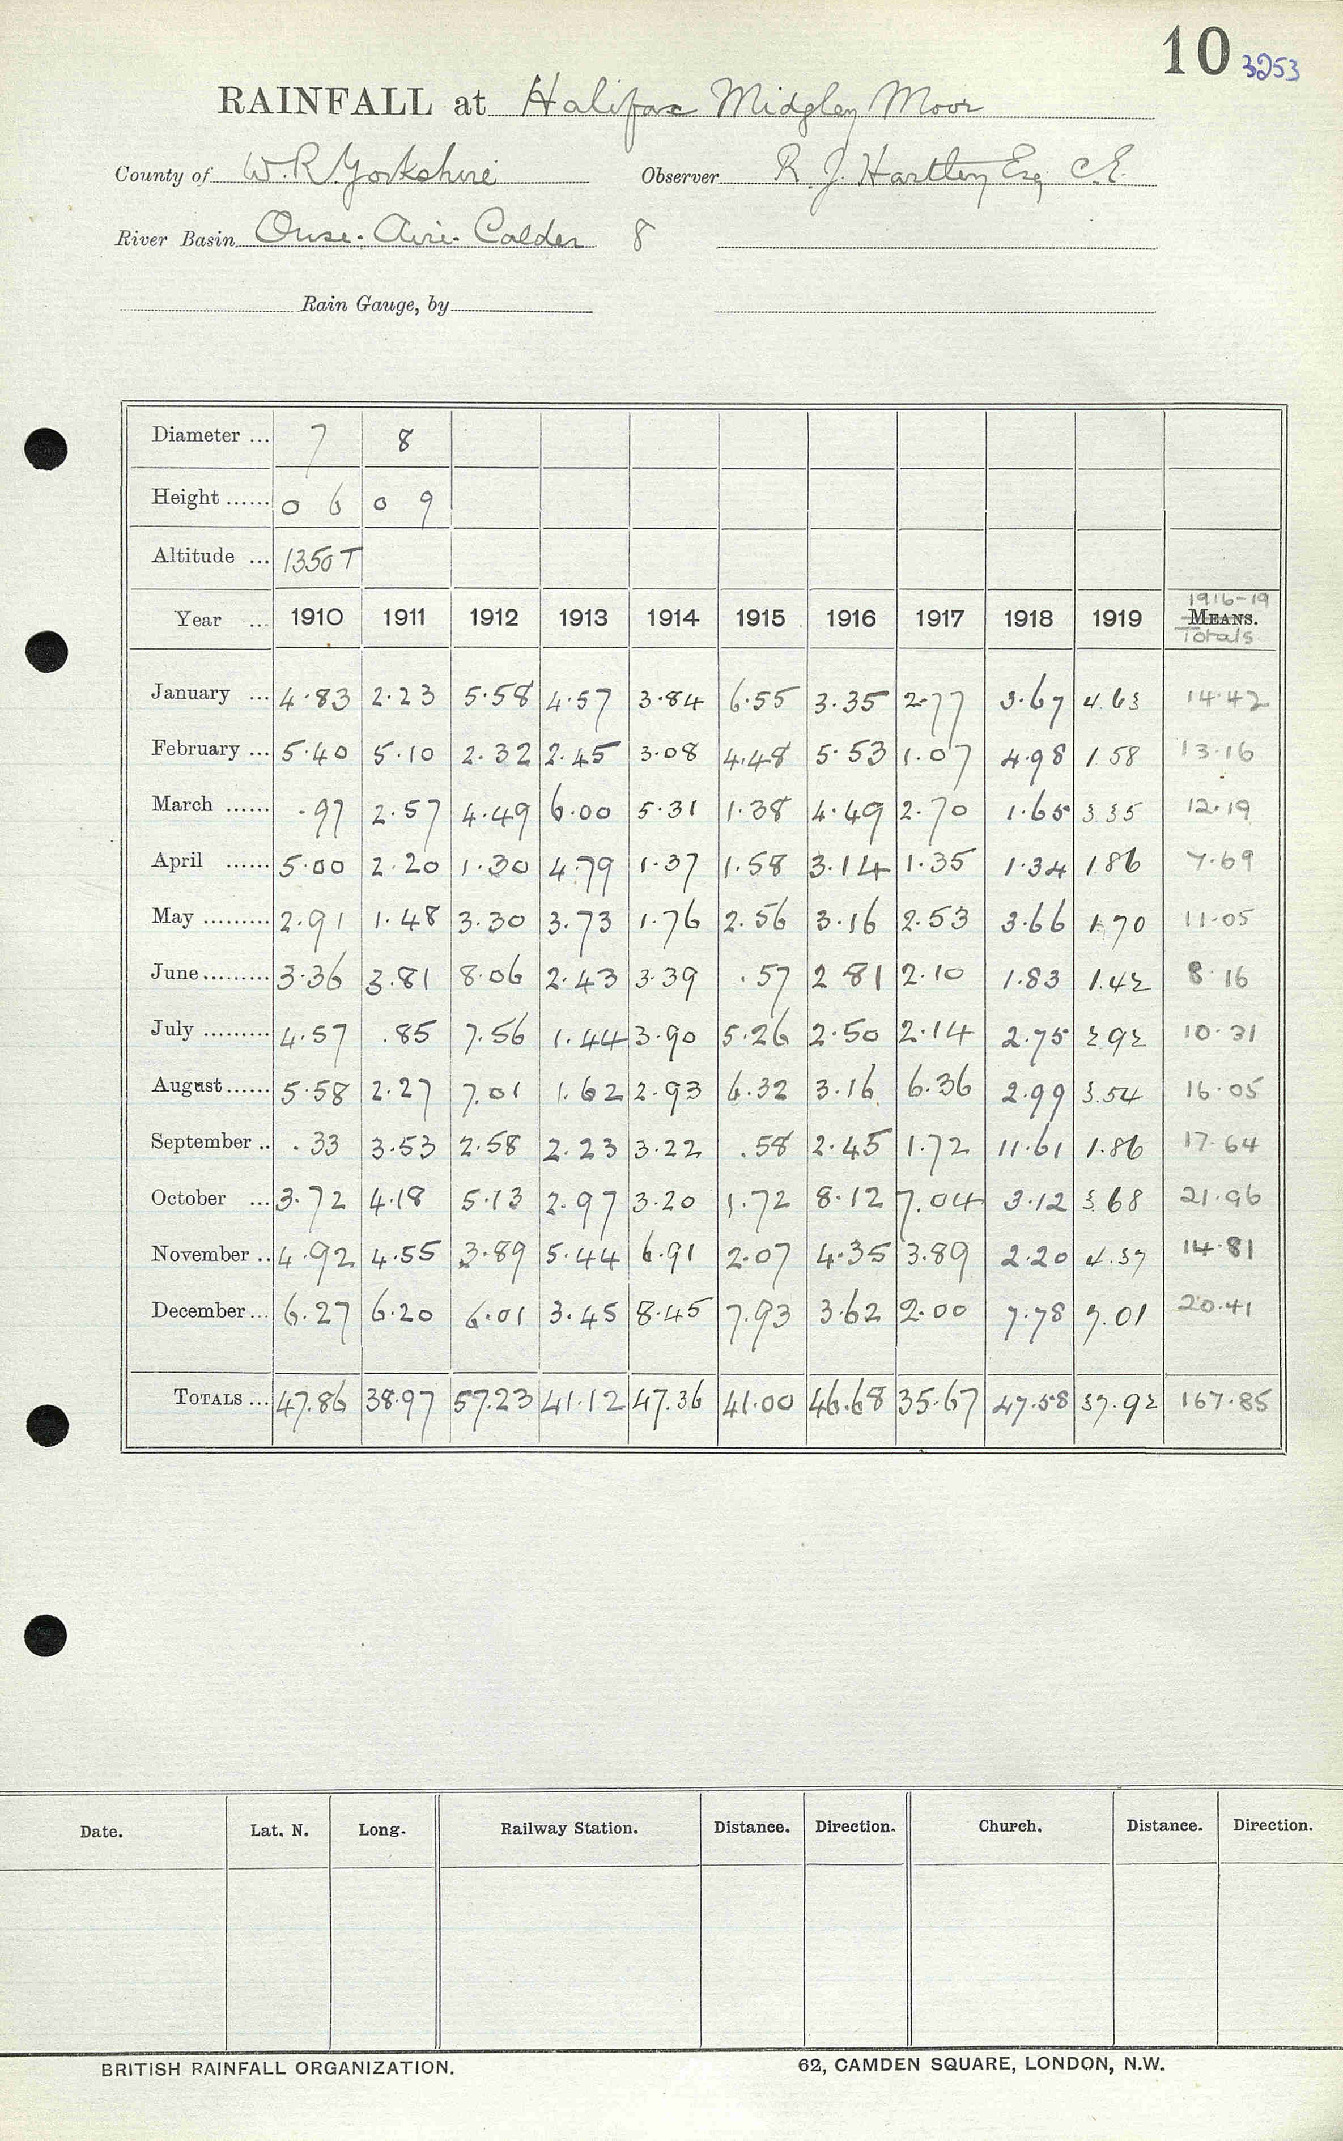 10 3253
RAINFALL at Halifax Midgley Moor
County of W.R. Yorkshire Observer R. J. Hartley Esq C.E.
River Basin Ouse. Aire. Calder 8
Rain Gauge, by
Diameter ... 7 8
Height ...... 0 6 0 9
Altitude ... 1350 T
1916-19
Year ... 1910 1911 1912 1913 1914 1915 1916 1917 1918 1919 MEANS.
Totals
January ... 4.83 2.23 5.58 4.57 3.84 6.55 3.35 2.77 3.67 4.63 14.42
February ... 5.40 5.10 2.32 2.45 3.08 4.48 5.53 1.07 4.98 1.58 13.16
March ...... .97 2.57 4.49 6.00 5.31 1.38 4.49 2.70 1.65 3.35 12.19
April ...... 5.00 2.20 1.30 4.79 1.37 1.58 3.14 1.35 1.34 1.86 7.69
May ......... 2.91 1.48 3.30 3.73 1.76 2.56 3.16 2.53 3.66 1.70 11.05
June ......... 3.36 3.81 8.06 2.43 3.39 .57 2 81 2.10 1.83 1.42 8.16
July ......... 4.57 .85 7.56 1.44 3.90 5.26 2.50 2.14 2.75 2.92 10.31
August ...... 5.58 2.27 7.01 1.62 2.93 6.32 3.16 6.36 2.99 3.54 16.05
September .. .33 3.53 2.58 2.23 3.22 .58 2.45 1.72 11.61 1.86 17.64
October ... 3.72 4.18 5.13 2.97 3.20 1.72 8.12 7.04 3.12 3.68 21.96
November .. 4.92 4.55 3.89 5.44 6.91 2.07 4.35 3.89 2.20 4.37 14.81
December ... 6.27 6.20 6.01 3.45 8.45 7.93 3.62 2.00 7.78 7.01 20.41
TOTALS ... 47.86 38.97 57.23 41.12 47.36 41.00 46.68 35.67 47.58 37.92 167.85
Date. Lat. N. Long. Railway Station. Distance. Direction. Church. Distance. Direction.
BRITISH RAINFALL ORGANIZATION. 62, CAMDEN SQUARE, LONDON, N.W.